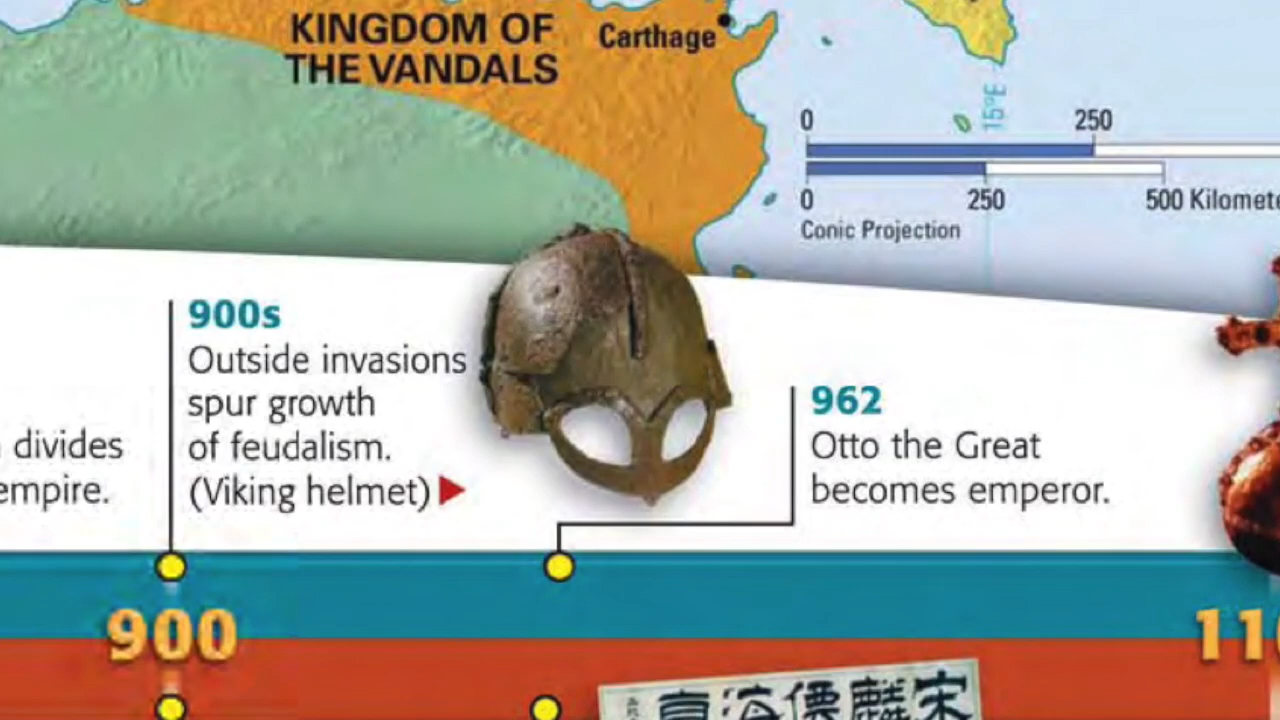 KINGDOM OF
THE VANDALS
Carthage
15°E
0 250
0 250 500 Kilomete
Conic Projection
divides
empire.
900s
Outside invasions
spur growth
of feudalism.
(Viking helmet)
962
Otto the Great
becomes emperor.
900
110